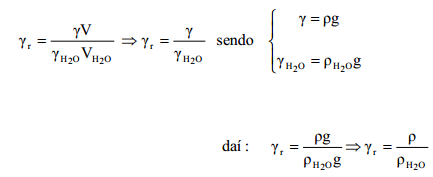 γ = ρg
γᵣ = γV / γH₂O VH₂O ⇒ γᵣ = γ / γH₂O sendo
γH₂O = ρH₂O g
daí : γᵣ = ρg / ρH₂O g ⇒ γᵣ = ρ / ρH₂O